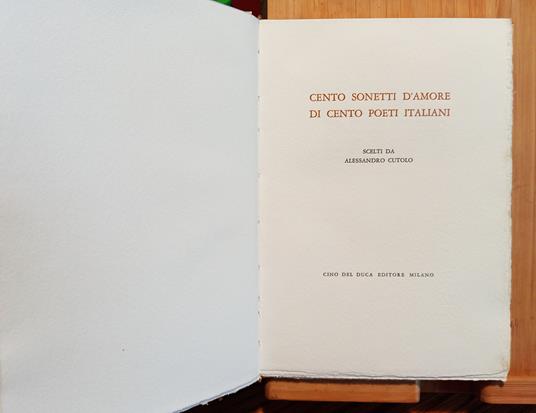 CENTO SONETTI D'AMORE
DI CENTO POETI ITALIANI
SCELTI DA
ALESSANDRO CUTOLO
CINO DEL DUCA EDITORE MILANO